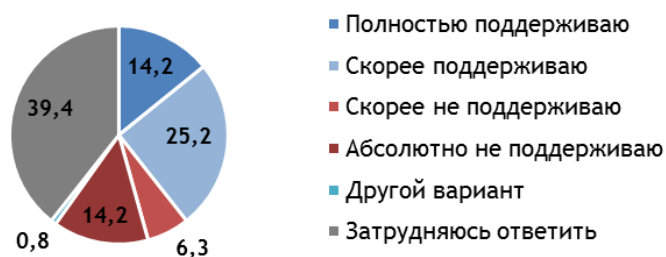 14,2
25,2
6,3
14,2
0,8
39,4
Полностью поддерживаю
Скорее поддерживаю
Скорее не поддерживаю
Абсолютно не поддерживаю
Другой вариант
Затрудняюсь ответить